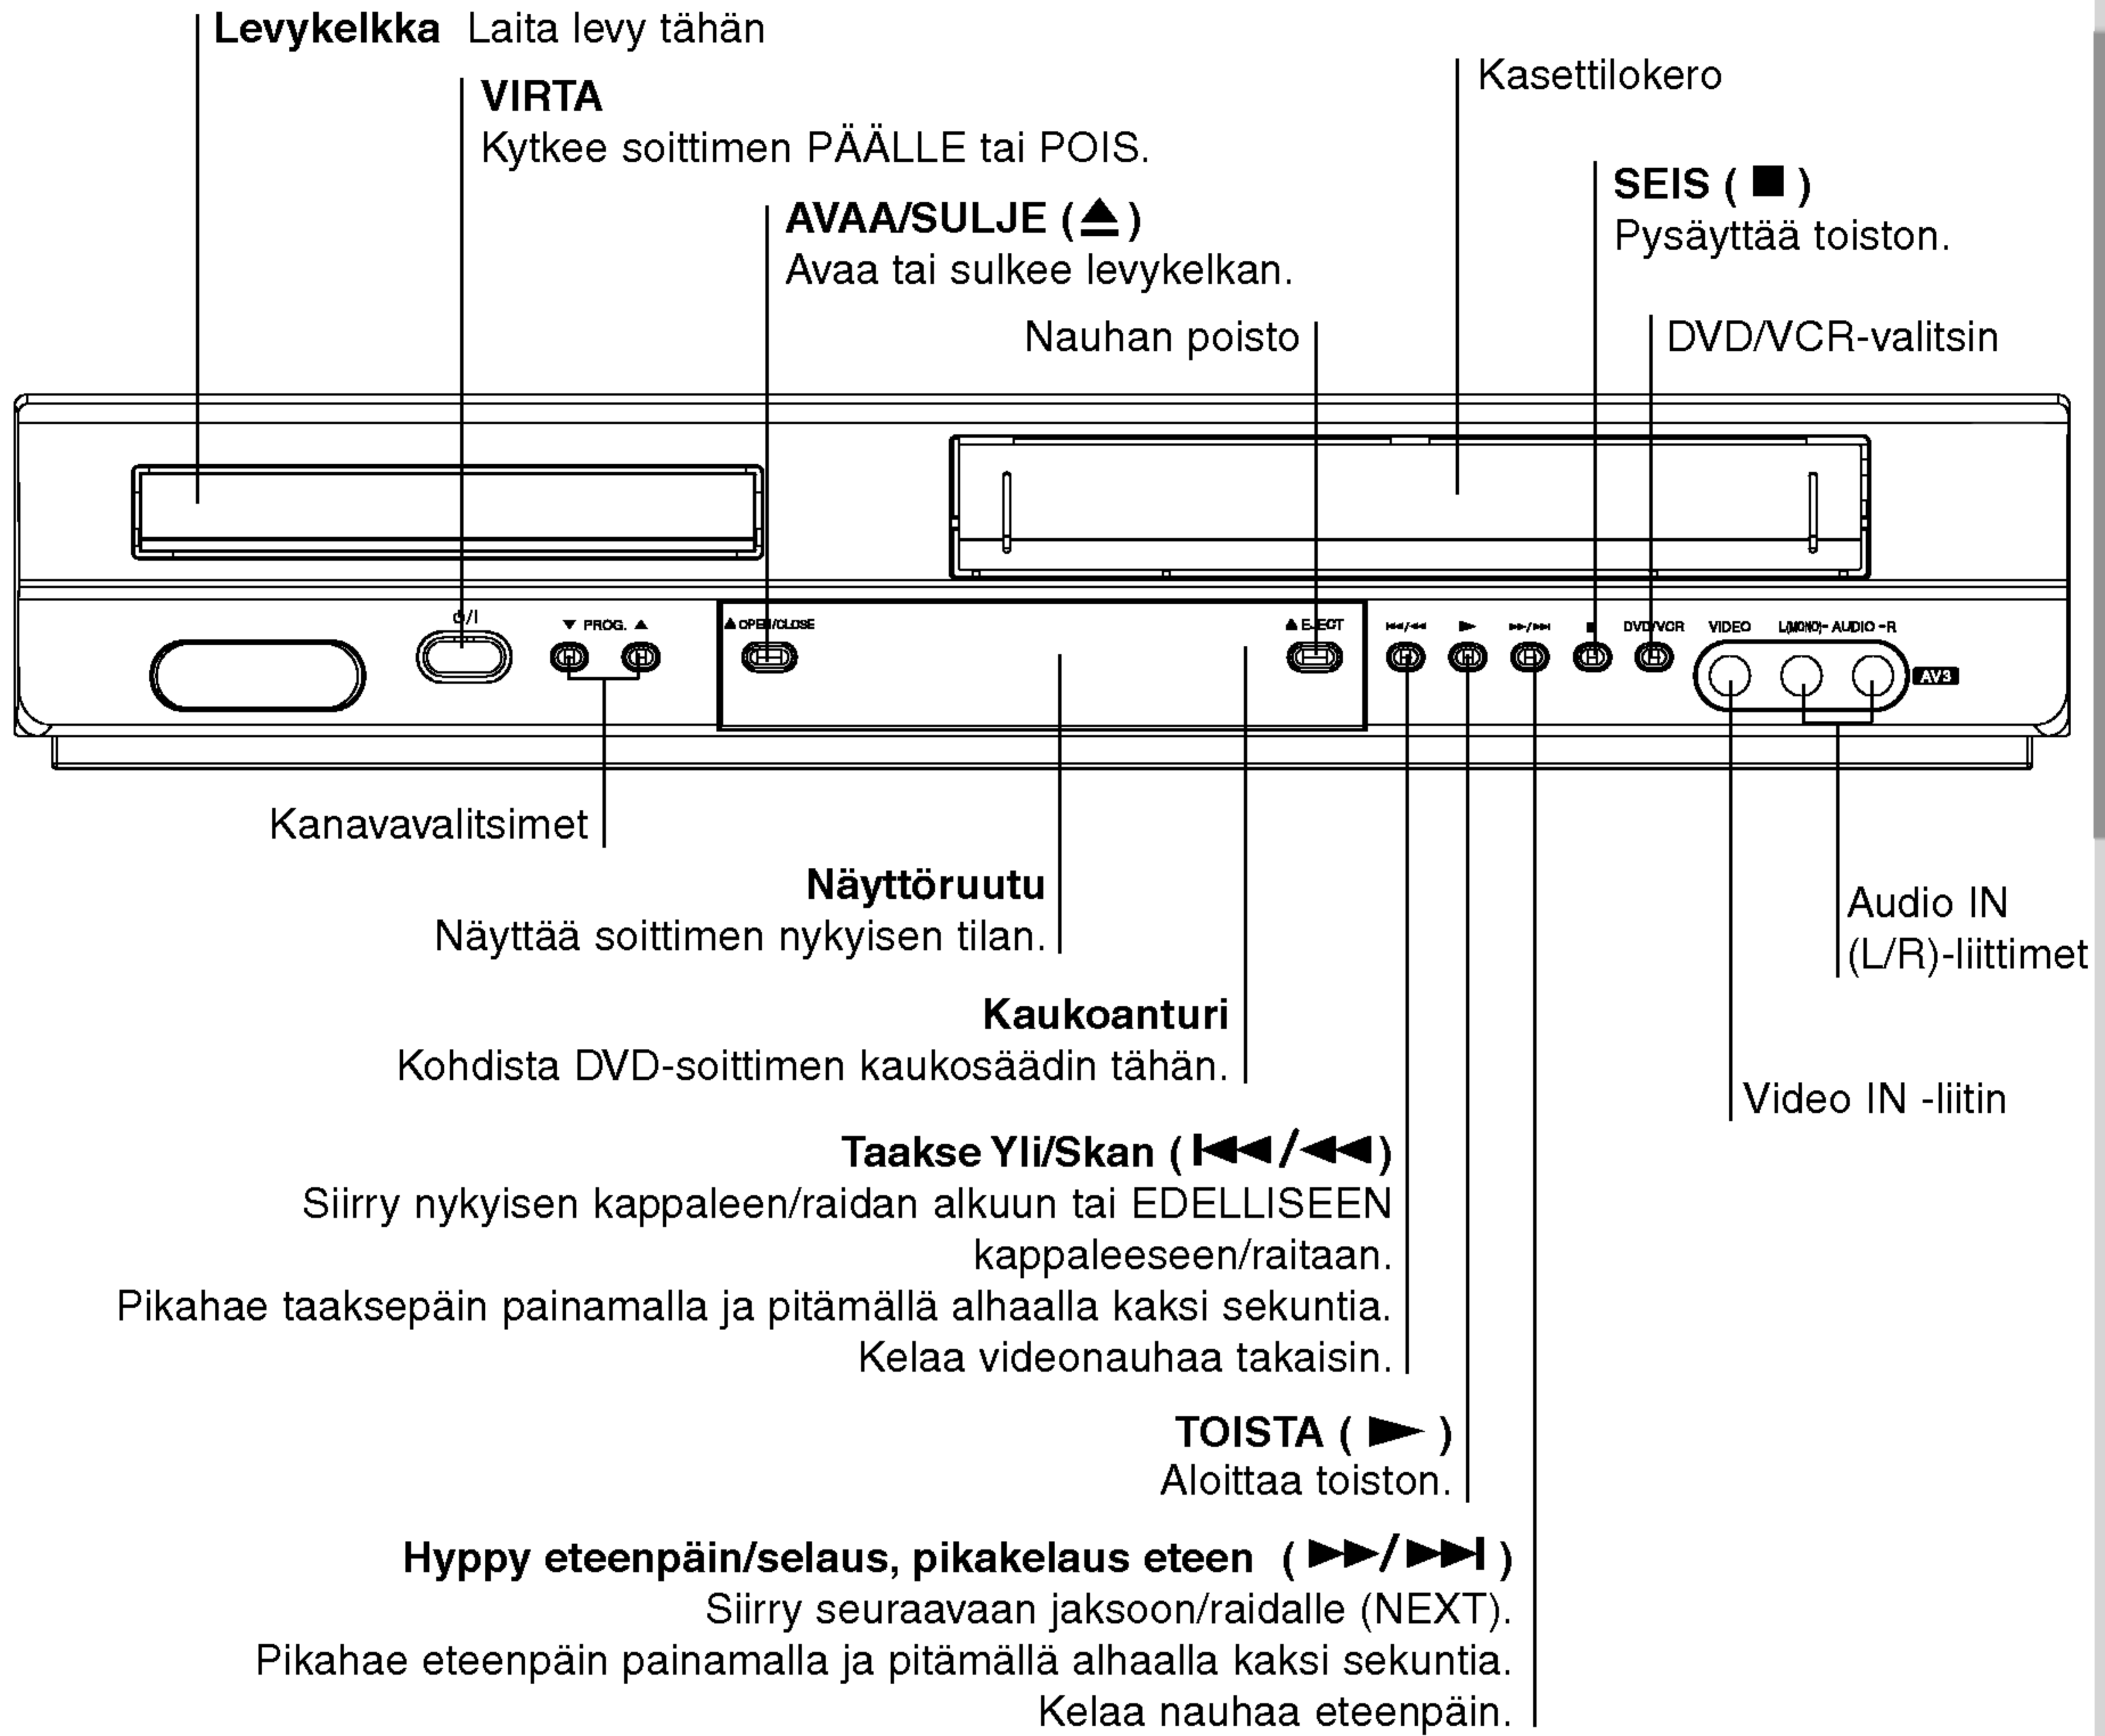 Levykelkka Laita levy tähän
VIRTA
Kytkee soittimen PÄÄLLE tai POIS.
Kasettilokero
AVAA/SULJE (≜)
Avaa tai sulkee levykelkan.
SEIS ( ■ )
Pysäyttää toiston.
Nauhan poisto
DVD/VCR-valitsin
⏻/I
▼ PROG. ▲
▲ OPEN/CLOSE
▲ EJECT
I◀◀/◀◀
▶
▶▶/▶▶I
■
DVD/VCR
VIDEO
L(MONO)- AUDIO -R
AV3
Kanavavalitsimet
Näyttöruutu
Näyttää soittimen nykyisen tilan.
Audio IN
(L/R)-liittimet
Kaukoanturi
Kohdista DVD-soittimen kaukosäädin tähän.
Video IN -liitin
Taakse Yli/Skan (I◀◀/◀◀)
Siirry nykyisen kappaleen/raidan alkuun tai EDELLISEEN
kappaleeseen/raitaan.
Pikahae taaksepäin painamalla ja pitämällä alhaalla kaksi sekuntia.
Kelaa videonauhaa takaisin.
TOISTA ( ▶ )
Aloittaa toiston.
Hyppy eteenpäin/selaus, pikakelaus eteen (▶▶/▶▶I)
Siirry seuraavaan jaksoon/raidalle (NEXT).
Pikahae eteenpäin painamalla ja pitämällä alhaalla kaksi sekuntia.
Kelaa nauhaa eteenpäin.